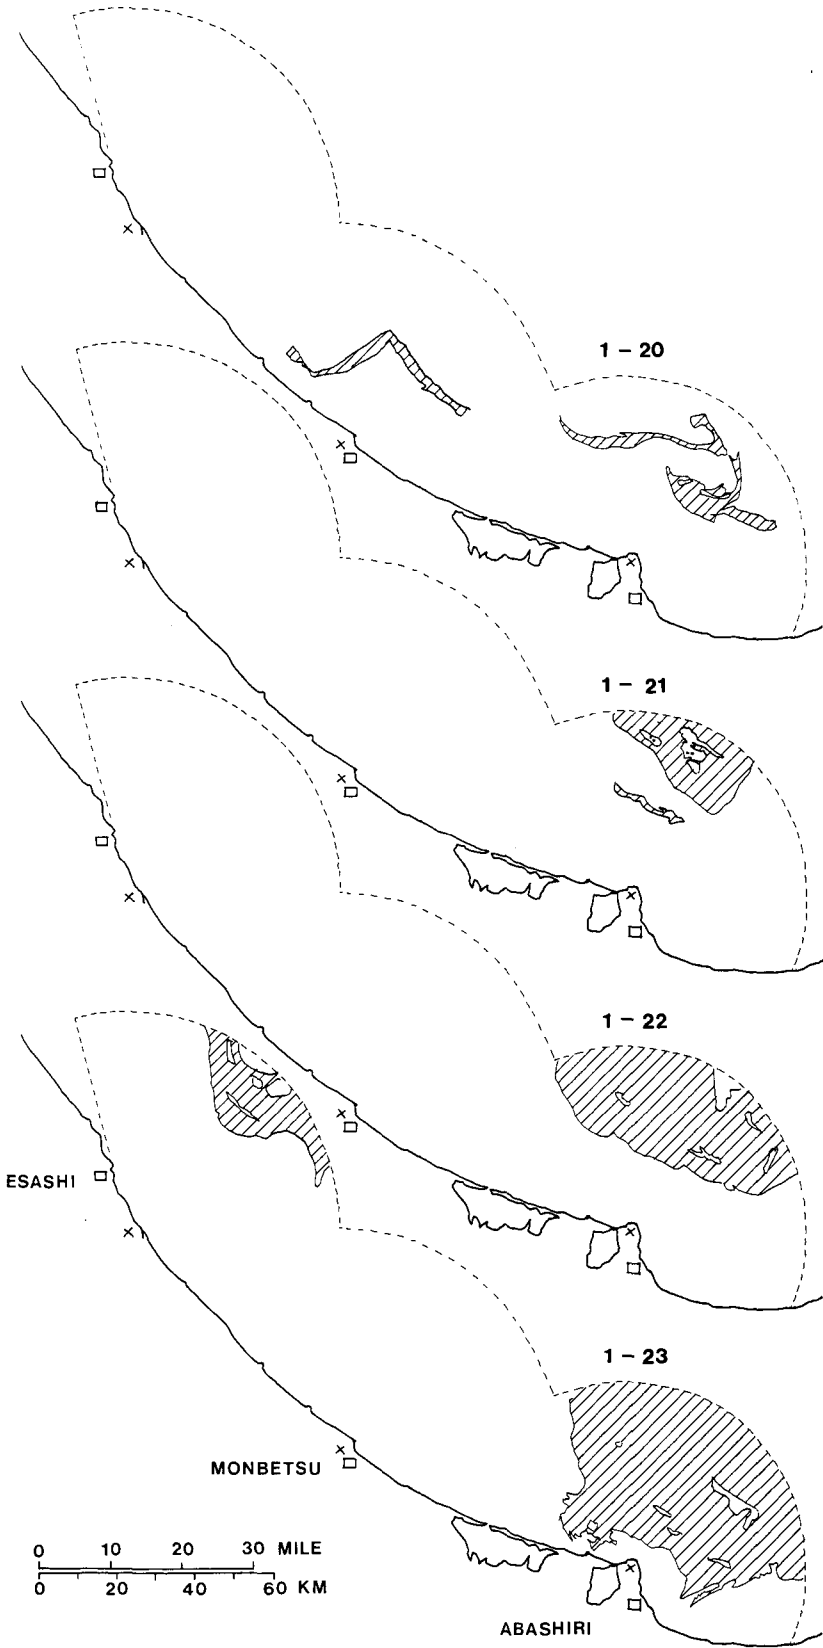 1 – 20
1 – 21
1 – 22
ESASHI
1 – 23
MONBETSU
0 10 20 30 MILE
0 20 40 60 KM
ABASHIRI